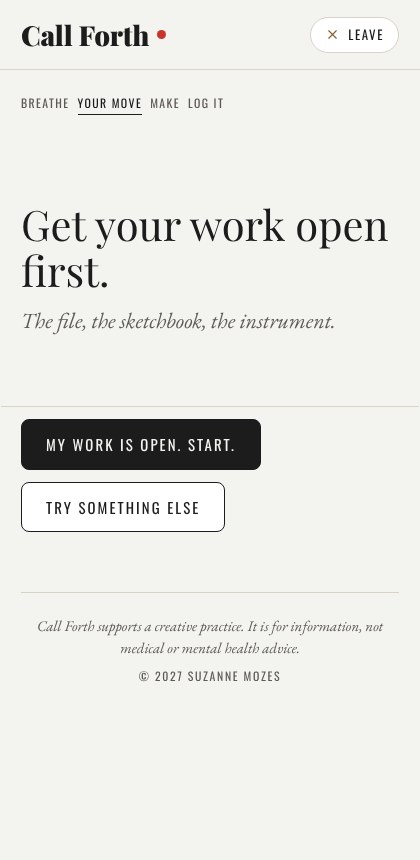 Call Forth
× LEAVE
BREATHE YOUR MOVE MAKE LOG IT
Get your work open
first.
The file, the sketchbook, the instrument.
MY WORK IS OPEN. START.
TRY SOMETHING ELSE
Call Forth supports a creative practice. It is for information, not
medical or mental health advice.
© 2027 SUZANNE MOZES